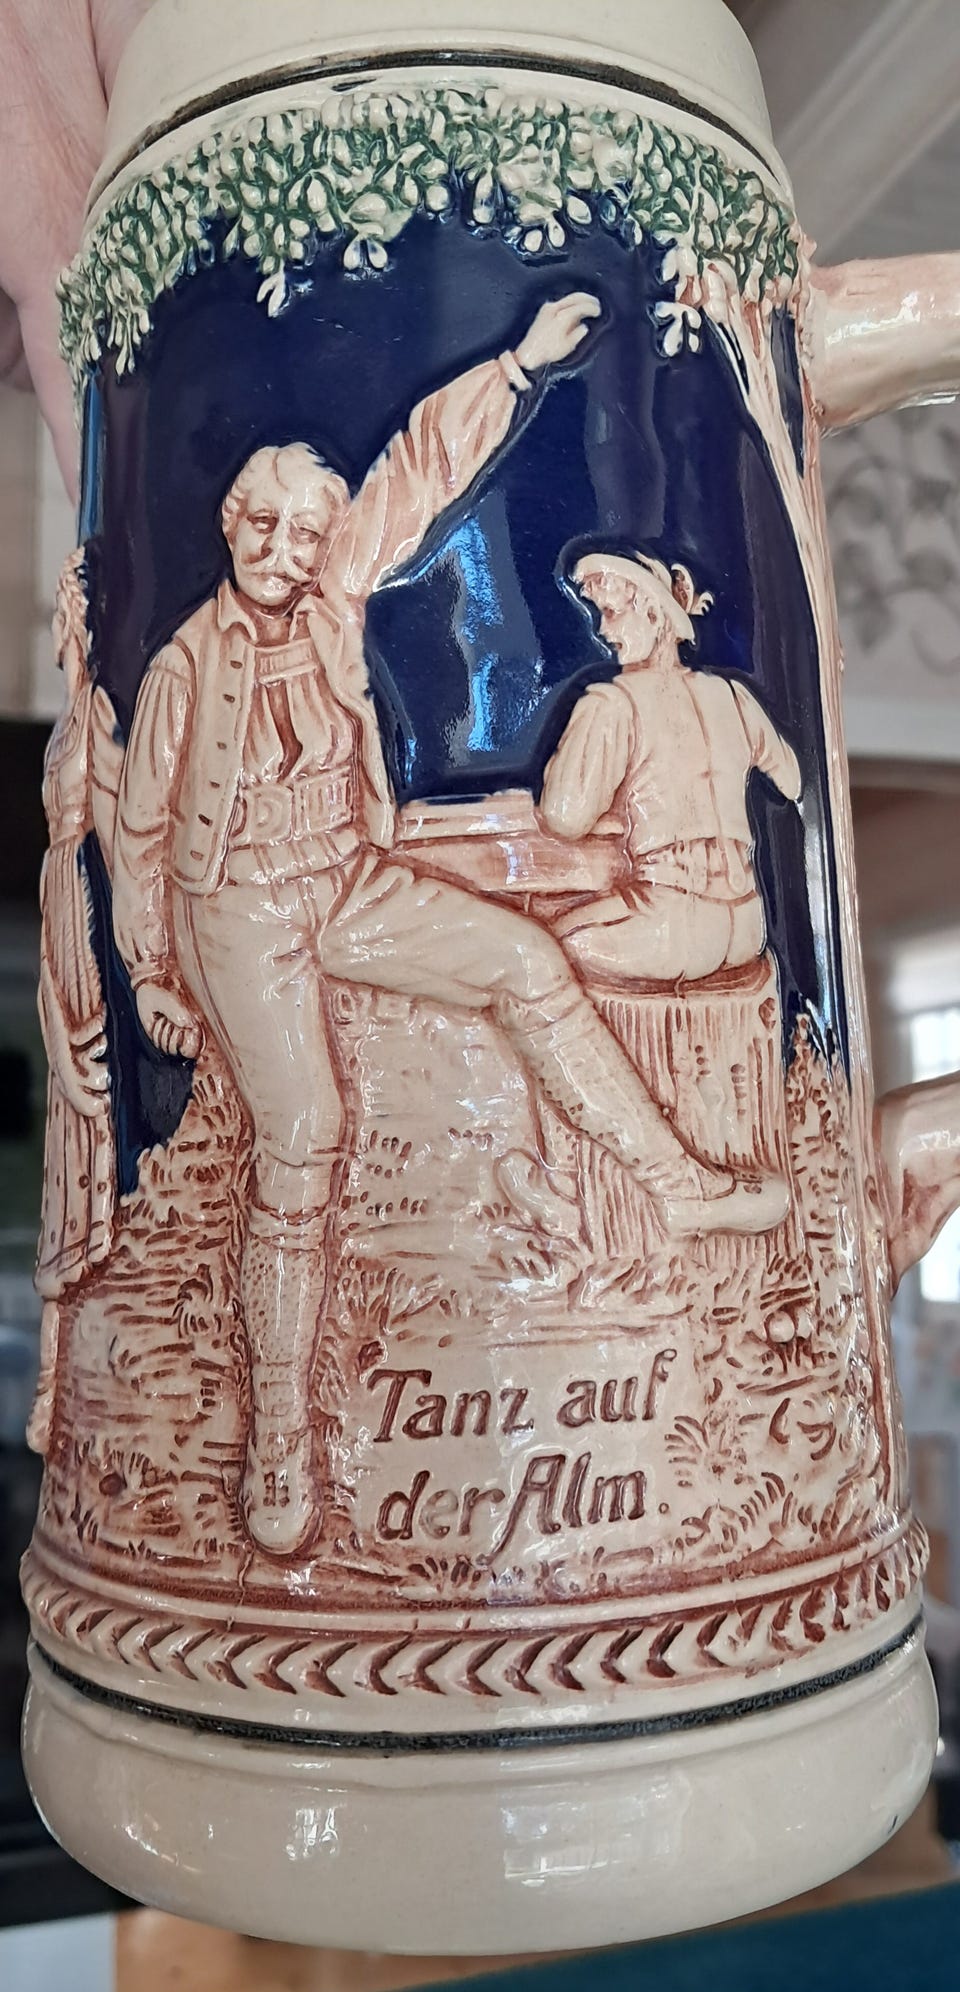 Tanz auf
der Alm.